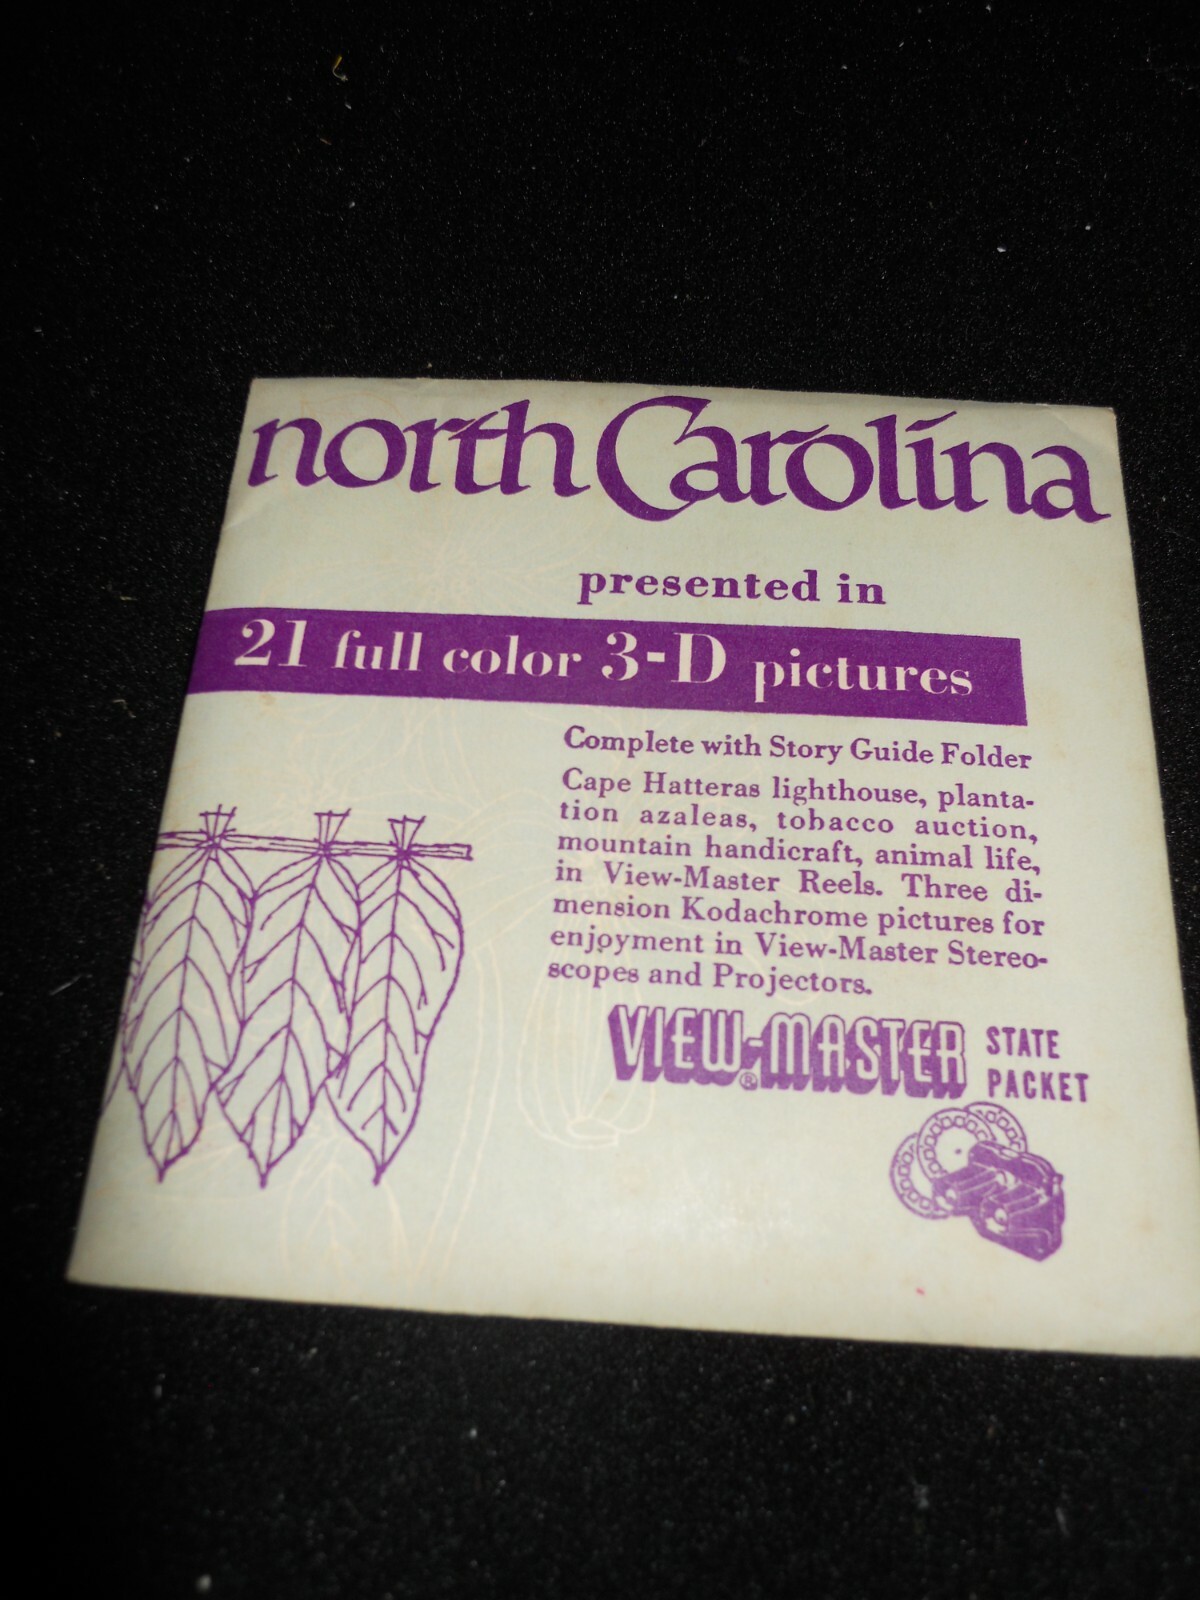 north Carolina
presented in
21 full color 3-D pictures
Complete with Story Guide Folder
Cape Hatteras lighthouse, planta-
tion azaleas, tobacco auction,
mountain handicraft, animal life,
in View-Master Reels. Three di-
mension Kodachrome pictures for
enjoyment in View-Master Stereo-
scopes and Projectors.
VIEW-MASTER® STATE
PACKET